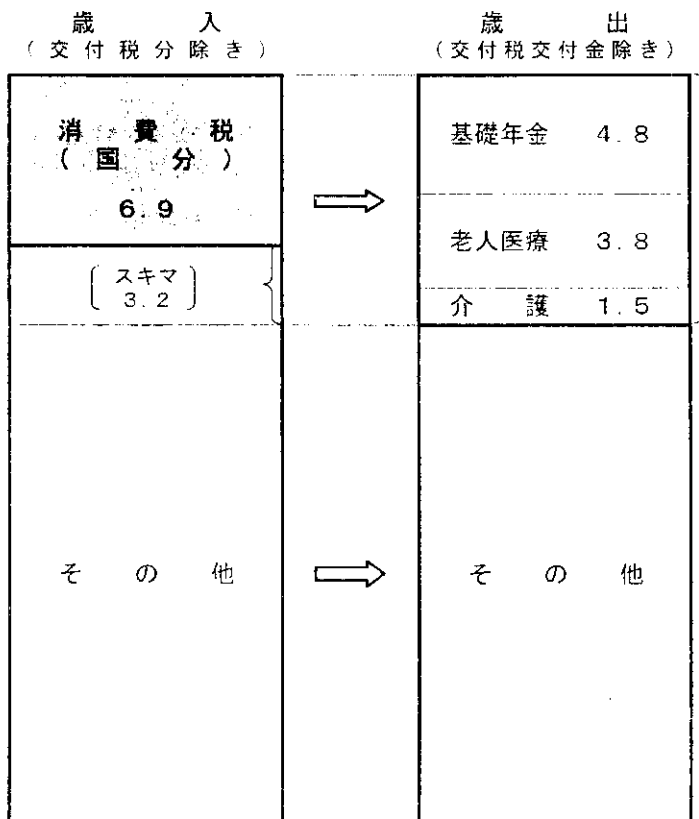 歳入
(交付税分除き)
消費税
(国分)
6.9
スキマ
3.2
その他
歳出
(交付税交付金除き)
基礎年金 4.8
老人医療 3.8
介護 1.5
その他